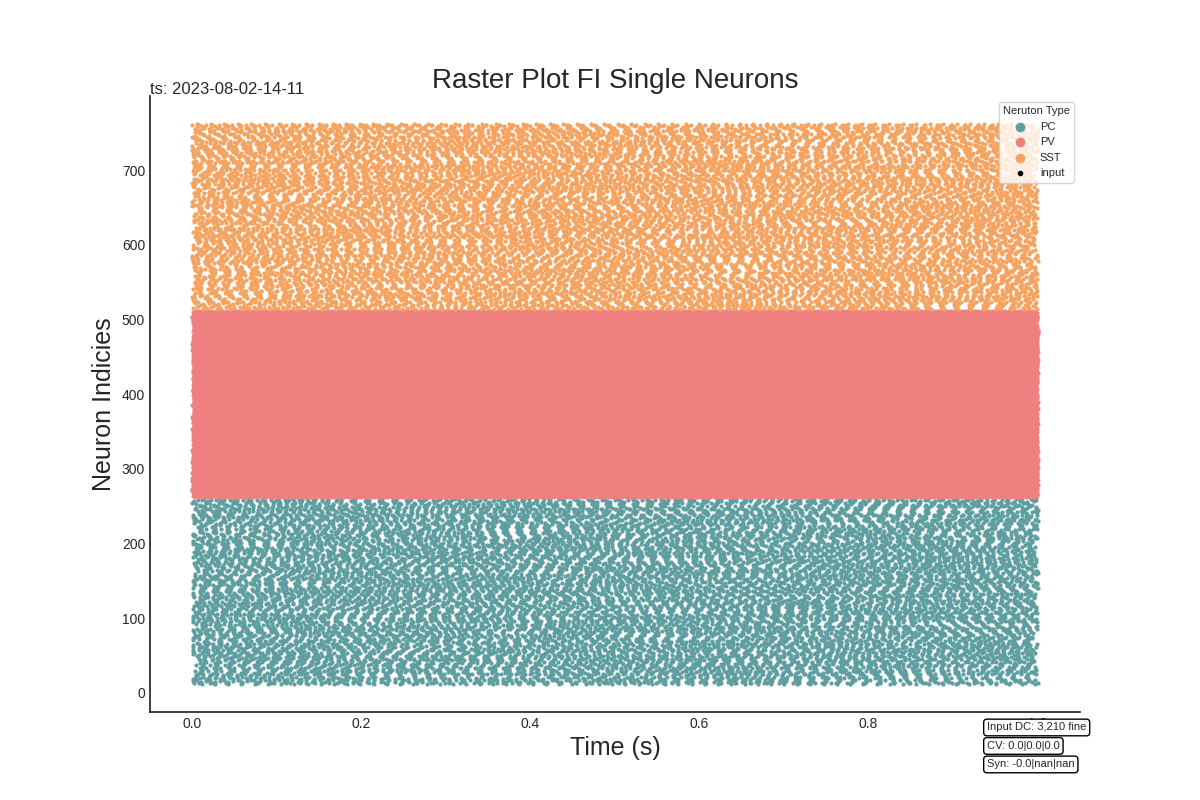 Raster Plot FI Single Neurons
ts: 2023-08-02-14-11
Neruton Type
PC
PV
SST
input
Neuron Indicies
700
600
500
400
300
200
100
0
0.0 0.2 0.4 0.6 0.8
Time (s)
Input DC: 3,210 fine
CV: 0.0|0.0|0.0
Syn: -0.0|nan|nan